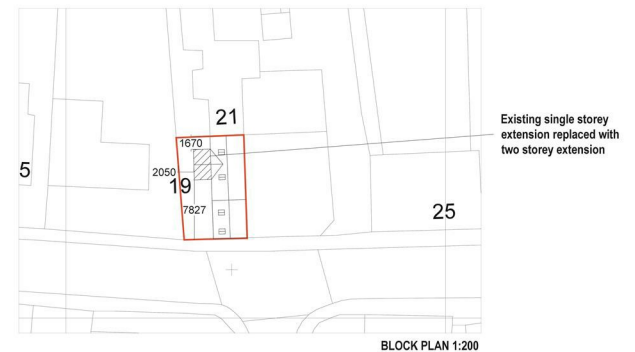 21
1670
Existing single storey
extension replaced with
two storey extension
5
2050
19
7827
25
BLOCK PLAN 1:200